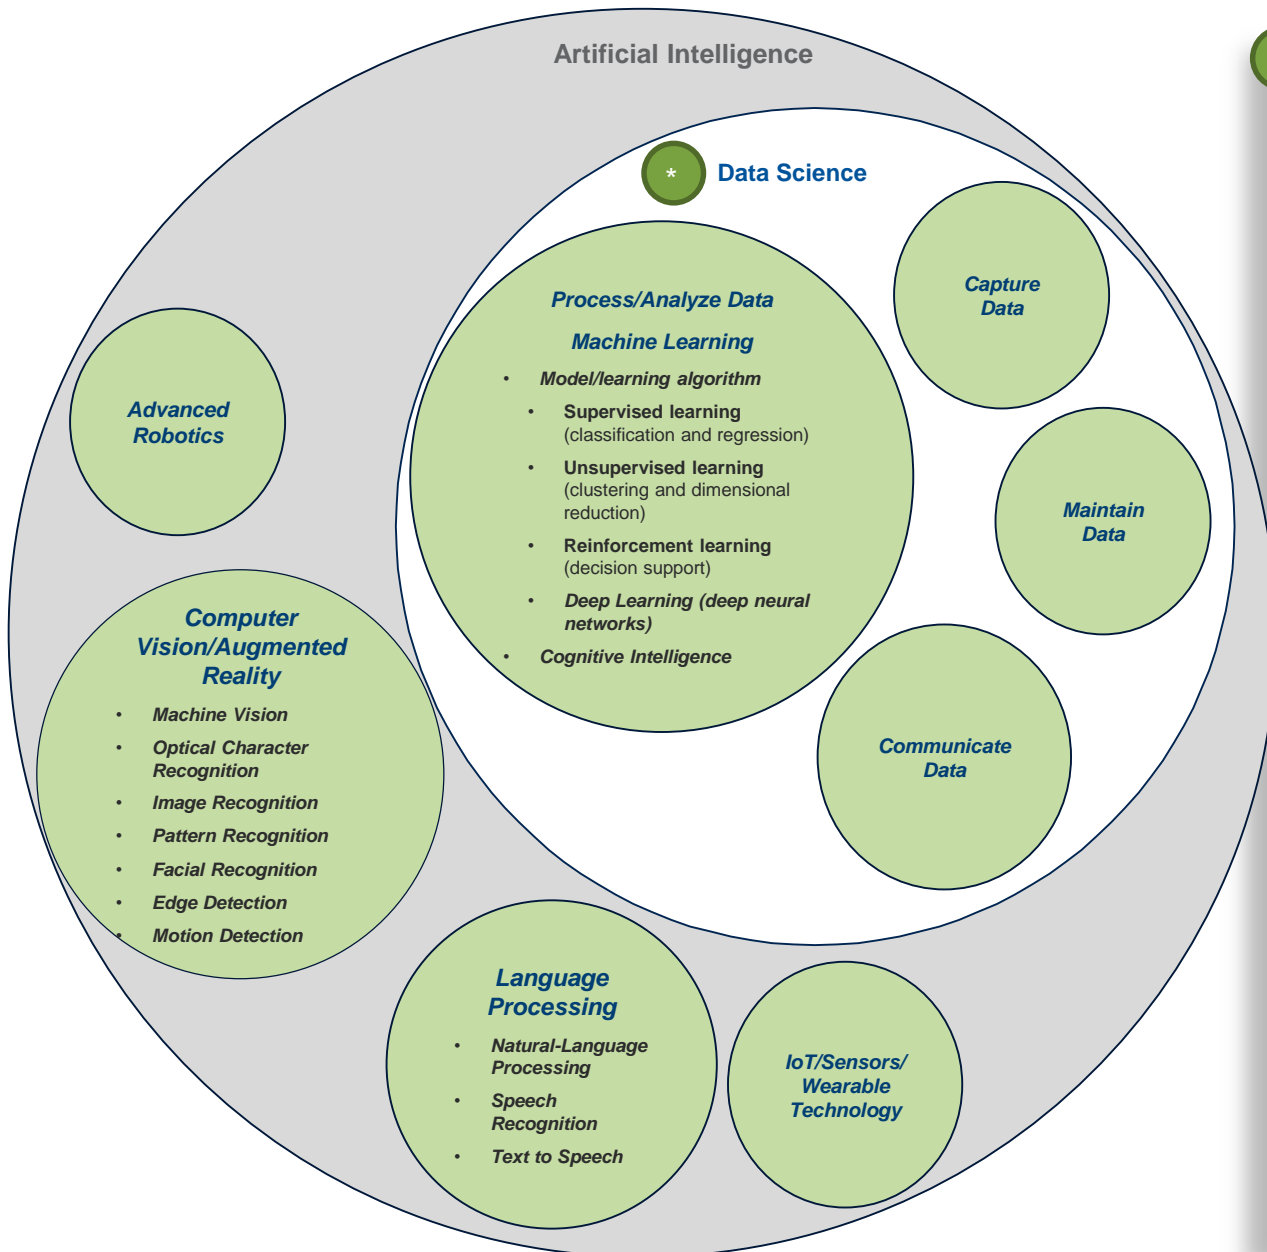 Artificial Intelligence
* Data Science
Process/Analyze Data
Machine Learning
• Model/learning algorithm
• Supervised learning
(classification and regression)
• Unsupervised learning
(clustering and dimensional
reduction)
• Reinforcement learning
(decision support)
• Deep Learning (deep neural
networks)
• Cognitive Intelligence
Capture
Data
Maintain
Data
Communicate
Data
Advanced
Robotics
Computer
Vision/Augmented
Reality
• Machine Vision
• Optical Character
Recognition
• Image Recognition
• Pattern Recognition
• Facial Recognition
• Edge Detection
• Motion Detection
Language
Processing
• Natural-Language
Processing
• Speech
Recognition
• Text to Speech
IoT/Sensors/
Wearable
Technology